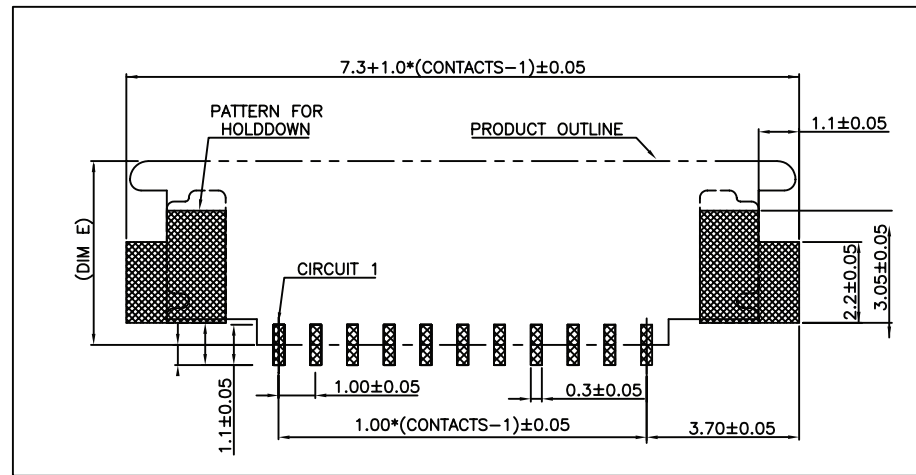 7.3+1.0*(CONTACTS-1)±0.05
PATTERN FOR
HOLDDOWN
PRODUCT OUTLINE
1.1±0.05
(DIM E)
CIRCUIT 1
2.2±0.05
3.05±0.05
1.1±0.05
1.00±0.05
0.3±0.05
1.00*(CONTACTS-1)±0.05
3.70±0.05